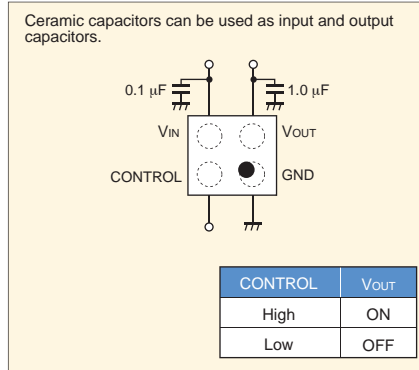 Ceramic capacitors can be used as input and output
capacitors.
0.1 μF
1.0 μF
VIN
VOUT
CONTROL
GND
CONTROL VOUT
High ON
Low OFF